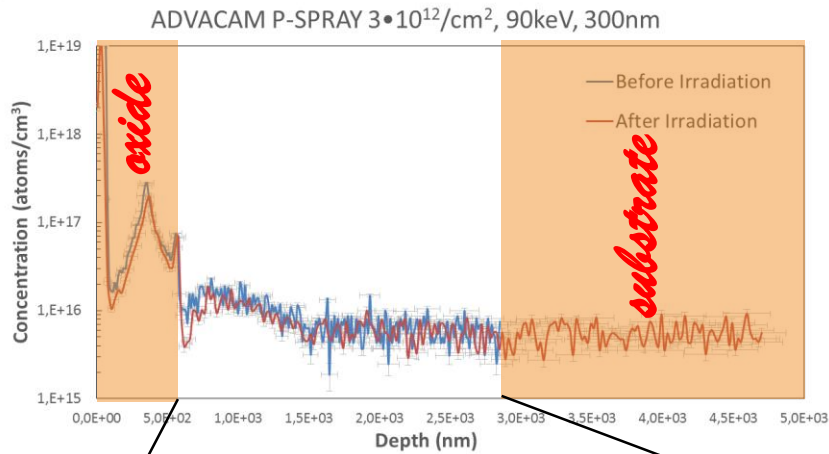 ADVACAM P-SPRAY 3•10¹²/cm², 90keV, 300nm
1,E+19
1,E+18
1,E+17
1,E+16
1,E+15
Concentration (atoms/cm³)
oxide
Before Irradiation
After Irradiation
substrate
0,0E+00 5,0E+02 1,0E+03 1,5E+03 2,0E+03 2,5E+03 3,0E+03 3,5E+03 4,0E+03 4,5E+03 5,0E+03
Depth (nm)